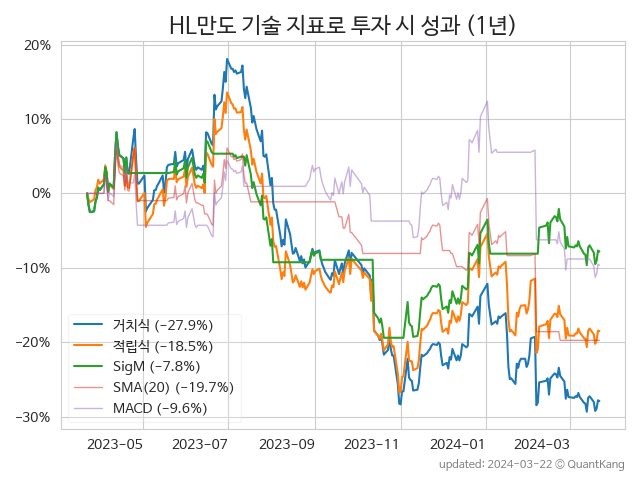 HL만도 기술 지표로 투자 시 성과 (1년)
20%
10%
0%
−10%
−20%
−30%
거치식 (−27.9%)
적립식 (−18.5%)
SigM (−7.8%)
SMA(20) (−19.7%)
MACD (−9.6%)
2023−05
2023−07
2023−09
2023−11
2024−01
2024−03
updated: 2024−03−22 ⓒ QuantKang